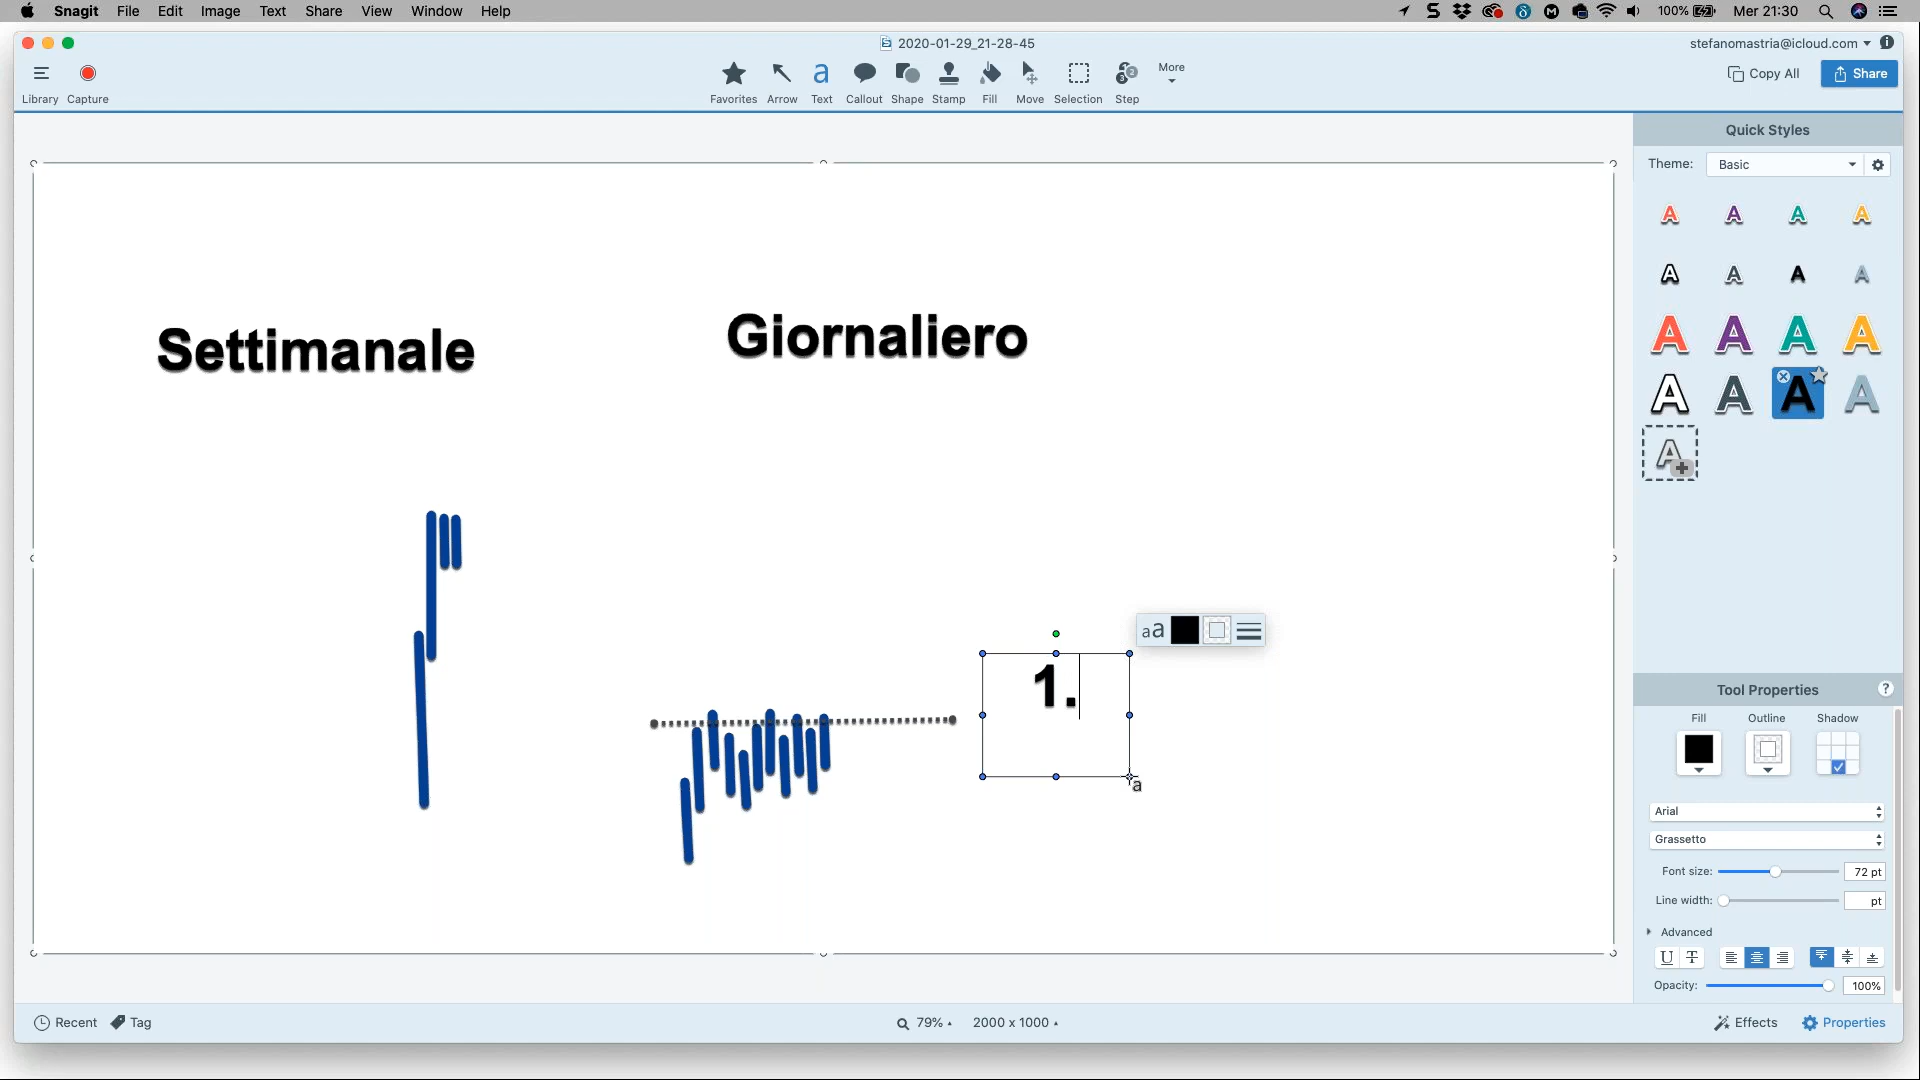 Snagit File Edit Image Text Share View Window Help
100% Mer 21:30
2020-01-29_21-28-45
stefanomastria@icloud.com
Library Capture
Favorites Arrow Text Callout Shape Stamp Fill Move Selection Step More
Copy All Share
Quick Styles
Theme: Basic
Settimanale
Giornaliero
aa
1.
a
Tool Properties ?
Fill Outline Shadow
Arial
Grassetto
Font size: 72 pt
Line width: pt
Advanced
Opacity: 100%
Recent Tag
79% 2000 x 1000
Effects Properties